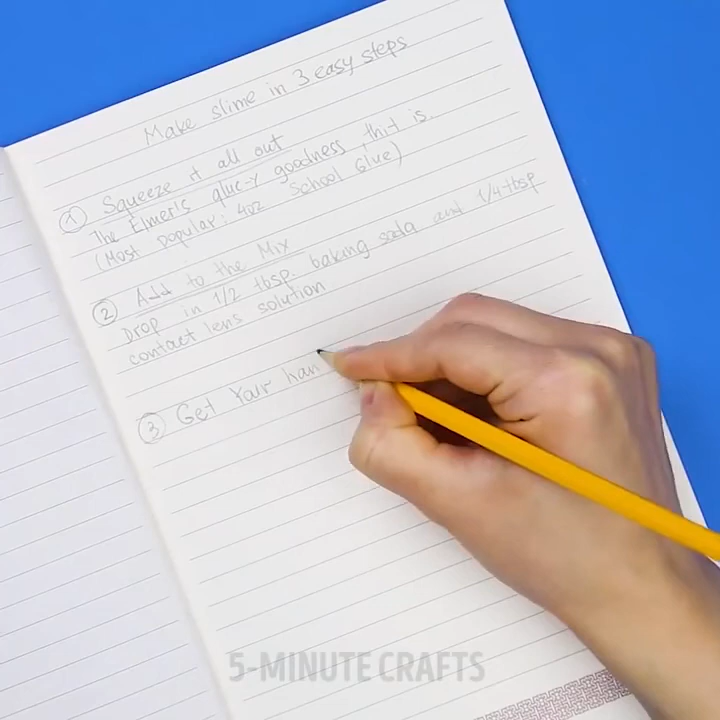 Make slime in 3 easy steps
① Squeeze it all out
The Elmer's glue-y goodness thi-t is.
(Most popular: 4oz School Glue)
② Add to the Mix
Drop in 1/2 tbsp. baking soda and 1/4 tbsp
contact lens solution
③ Get Your han
5-MINUTE CRAFTS